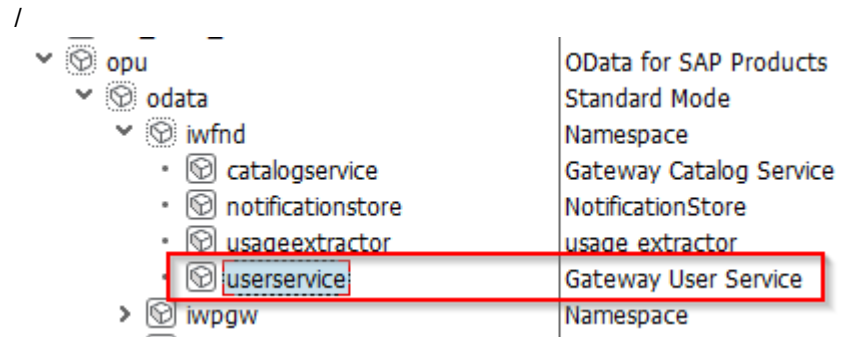 /
opu OData for SAP Products
odata Standard Mode
iwfnd Namespace
catalogservice Gateway Catalog Service
notificationstore NotificationStore
usageextractor usage extractor
userservice Gateway User Service
iwpgw Namespace